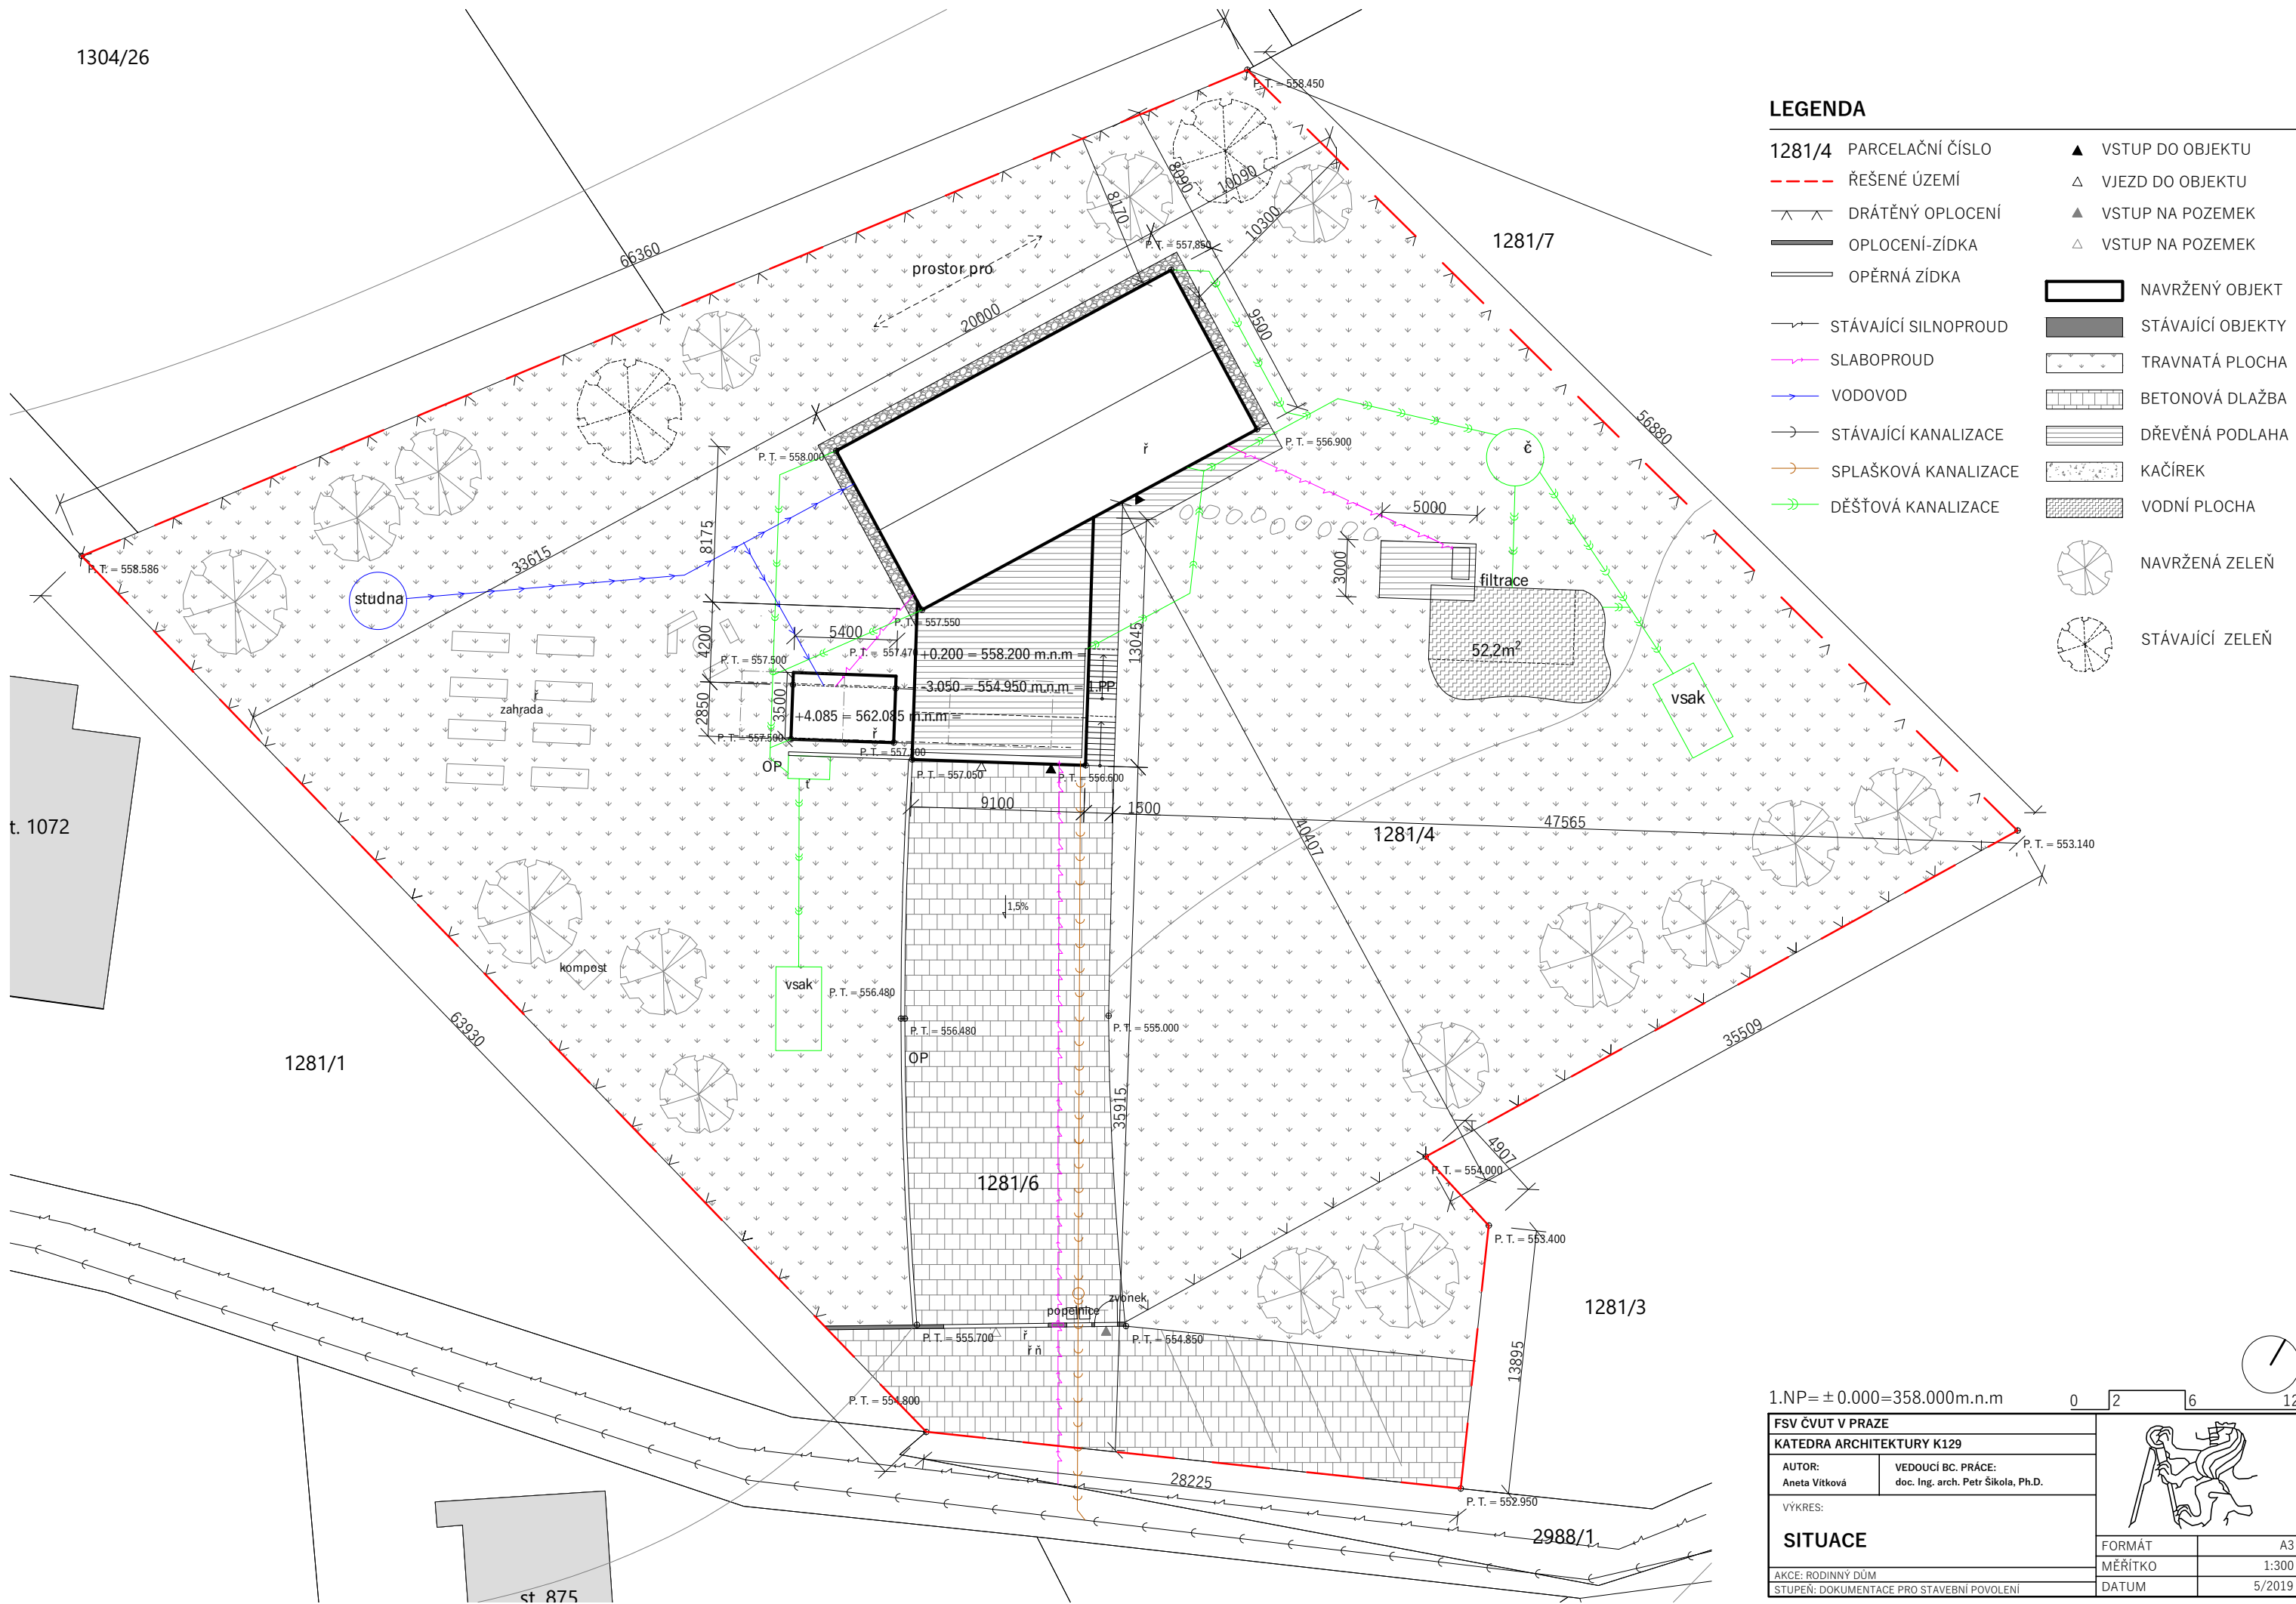 1304/26
P. T. = 558.450
8090
10090
8170
10300
1281/7
P. T. = 557.850
66360
prostor pro
20000
9500
56880
P. T. = 558.000
ř
P. T. = 556.900
č
8175
5000
33615
P. T. = 558.586
studna
3000
filtrace
P. T. = 557.550
4200
5400
13045
P. T. = 557.470
+0.200 = 558.200 m.n.m =
52,2m²
P. T. = 557.500
-3.050 = 554.950 m.n.m = 1.PP
ř
zahrada
2850
3500
+4.085 = 562.085 m.n.m =
vsak
ř
P. T. = 557.500
OP
P. T. = 557.050
P. T. = 556.600
ť
9100
1500
t. 1072
40407
1281/4
47565
P. T. = 553.140
1,5%
kompost
vsak
P. T. = 556.480
P. T. = 556.480
P. T. = 555.000
63930
35509
OP
1281/1
35915
4907
P. T. = 554.000
1281/6
P. T. = 553.400
zvonek
popelnice
1281/3
P. T. = 555.700
ř
P. T. = 554.850
ř ň
13895
P. T. = 554.800
28225
P. T. = 552.950
2988/1
st. 875
LEGENDA
1281/4 PARCELAČNÍ ČÍSLO
ŘEŠENÉ ÚZEMÍ
DRÁTĚNÝ OPLOCENÍ
OPLOCENÍ-ZÍDKA
OPĚRNÁ ZÍDKA
STÁVAJÍCÍ SILNOPROUD
SLABOPROUD
VODOVOD
STÁVAJÍCÍ KANALIZACE
SPLAŠKOVÁ KANALIZACE
DĚŠŤOVÁ KANALIZACE
VSTUP DO OBJEKTU
VJEZD DO OBJEKTU
VSTUP NA POZEMEK
VSTUP NA POZEMEK
NAVRŽENÝ OBJEKT
STÁVAJÍCÍ OBJEKTY
TRAVNATÁ PLOCHA
BETONOVÁ DLAŽBA
DŘEVĚNÁ PODLAHA
KAČÍREK
VODNÍ PLOCHA
NAVRŽENÁ ZELEŇ
STÁVAJÍCÍ ZELEŇ
1.NP=±0.000=358.000m.n.m
0 2 6 12
FSV ČVUT V PRAZE
KATEDRA ARCHITEKTURY K129
AUTOR:
Aneta Vítková
VEDOUCÍ BC. PRÁCE:
doc. Ing. arch. Petr Šikola, Ph.D.
VÝKRES:
SITUACE
AKCE: RODINNÝ DŮM
STUPEŇ: DOKUMENTACE PRO STAVEBNÍ POVOLENÍ
FORMÁT A3
MĚŘÍTKO 1:300
DATUM 5/2019